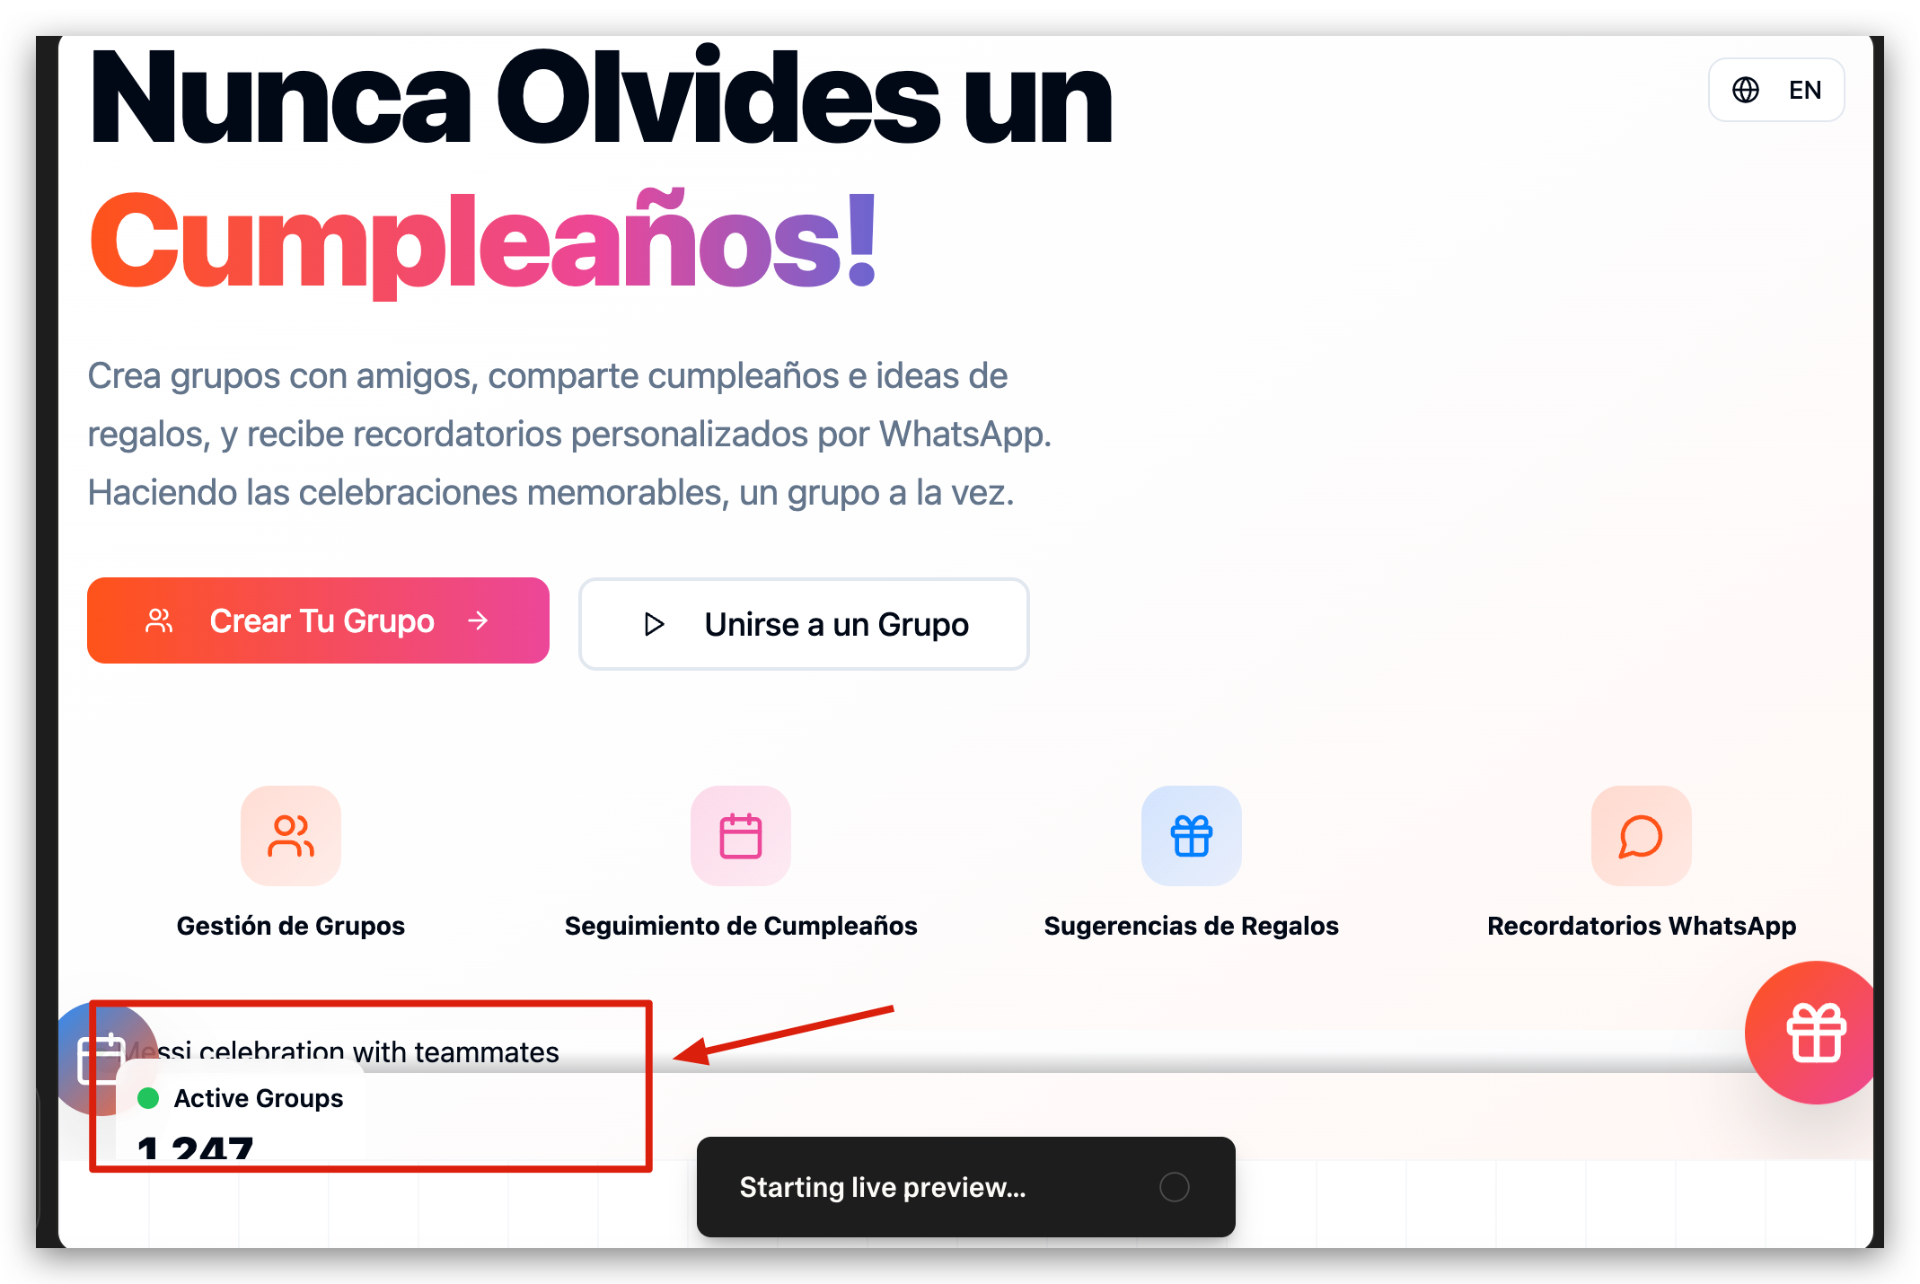 Nunca Olvides un
EN
Cumpleaños!
Crea grupos con amigos, comparte cumpleaños e ideas de
regalos, y recibe recordatorios personalizados por WhatsApp.
Haciendo las celebraciones memorables, un grupo a la vez.
Crear Tu Grupo
Unirse a un Grupo
Gestión de Grupos
Seguimiento de Cumpleaños
Sugerencias de Regalos
Recordatorios WhatsApp
Messi celebration with teammates
Active Groups
1,247
Starting live preview...